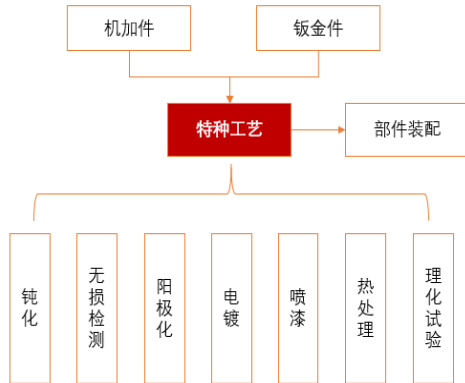 机加件
钣金件
特种工艺
部件装配
钝化
无损检测
阳极化
电镀
喷漆
热处理
理化试验